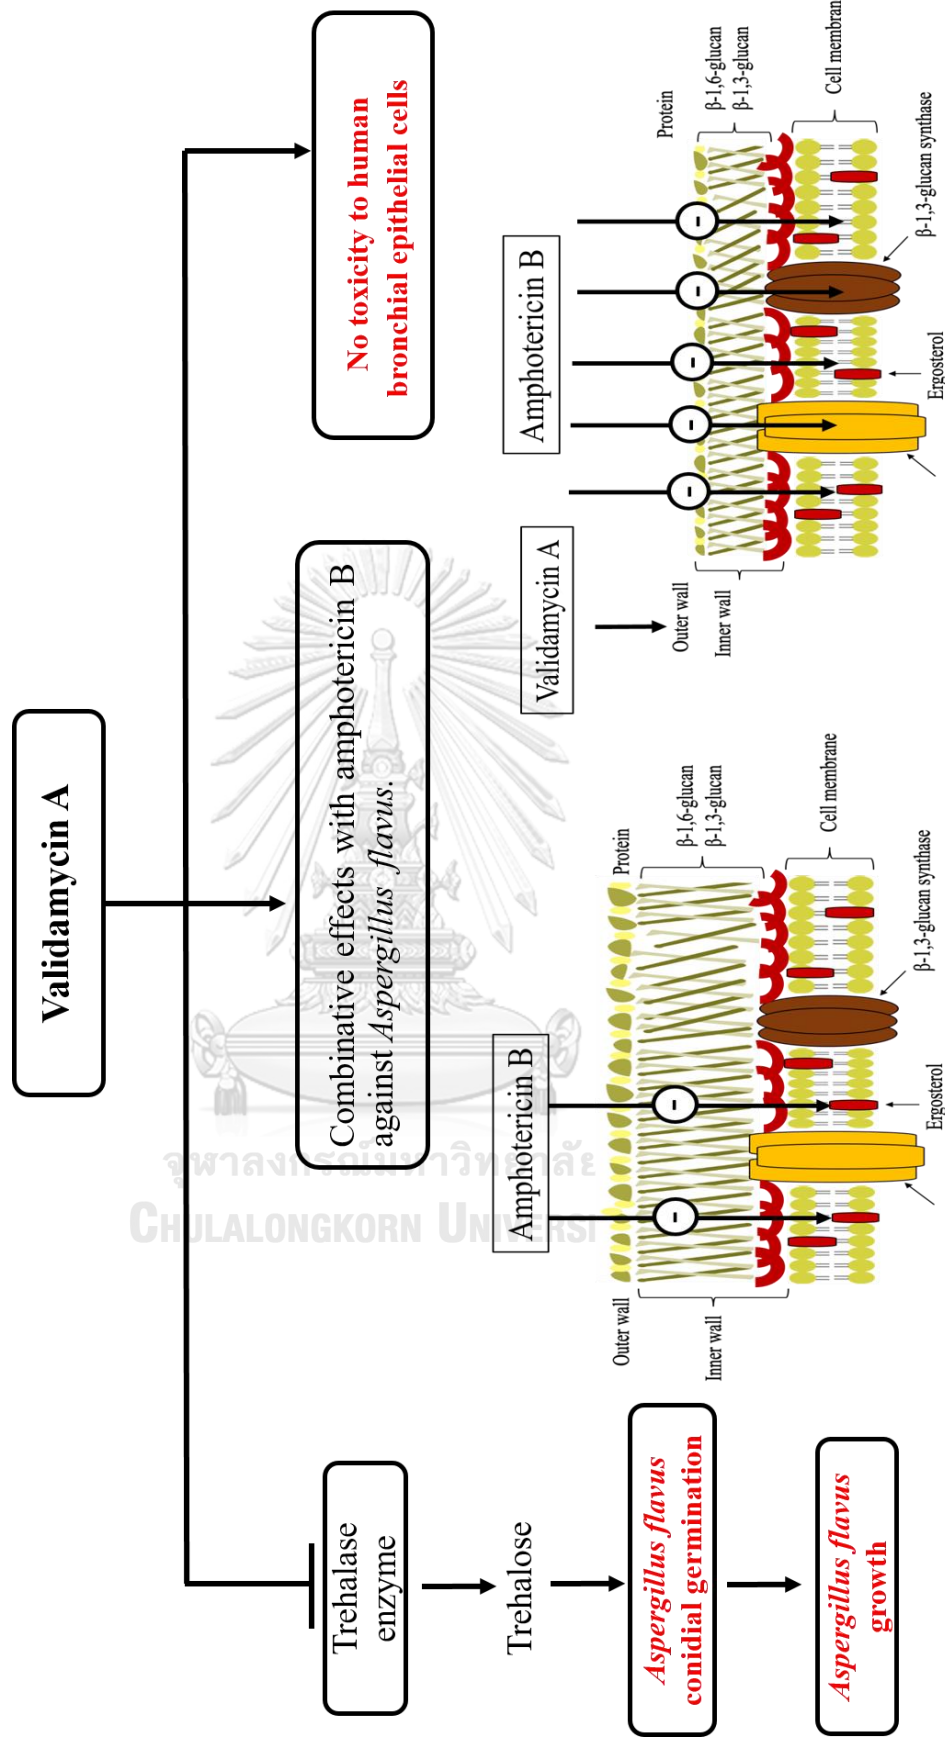 Validamycin A
Trehalase
enzyme
Trehalose
Aspergillus flavus
conidial germination
Aspergillus flavus
growth
Combinative effects with amphotericin B
against Aspergillus flavus.
No toxicity to human
bronchial epithelial cells
Amphotericin B
Outer wall
Inner wall
Protein
β-1,6-glucan
β-1,3-glucan
Cell membrane
Ergosterol
β-1,3-glucan synthase
-
-
Validamycin A
Amphotericin B
Outer wall
Inner wall
Protein
β-1,6-glucan
β-1,3-glucan
Cell membran
Ergosterol
β-1,3-glucan synthase
-
-
-
-
-
จุฬาลงกรณ์มหาวิทยาลัย
CHULALONGKORN UNIVERSI